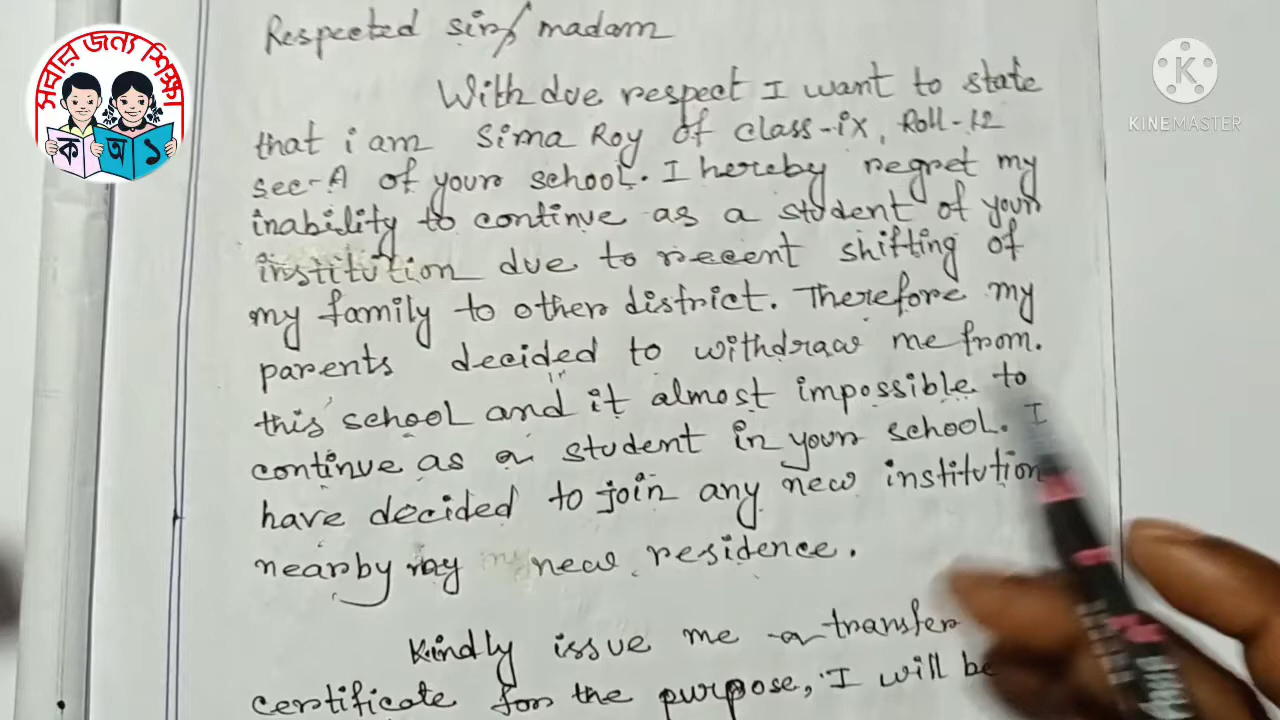 সবার জন্য শিক্ষা
ক অ ১
K
KINEMASTER
Respected sir/madam
With due respect I want to state
that i am Sima Roy of class-ix, Roll-12
sec-A of your school. I hereby regret my
inability to continue as a student of your
institution due to recent shifting of
my family to other district. Therefore my
parents decided to withdraw me from.
this school and it almost impossible to
continue as a student in your school. I
have decided to join any new institution
nearby my new residence.
Kindly issue me a transfer
certificate for the purpose, I will be